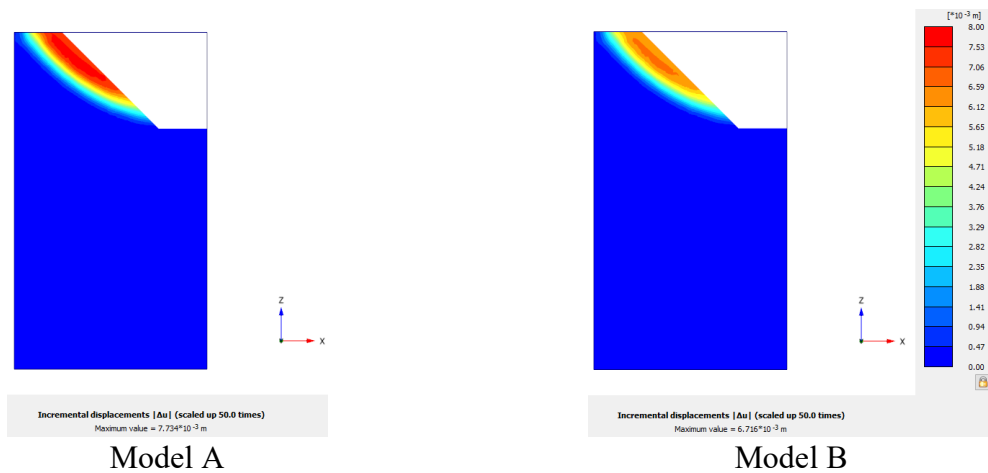 [*10⁻³ m]
8.00
7.53
7.06
6.59
6.12
5.65
5.18
4.71
4.24
3.76
3.29
2.82
2.35
1.88
1.41
0.94
0.47
0.00
Z
X
Z
X
Incremental displacements |Δu| (scaled up 50.0 times)
Maximum value = 7.734*10⁻³ m
Incremental displacements |Δu| (scaled up 50.0 times)
Maximum value = 6.716*10⁻³ m
Model A
Model B